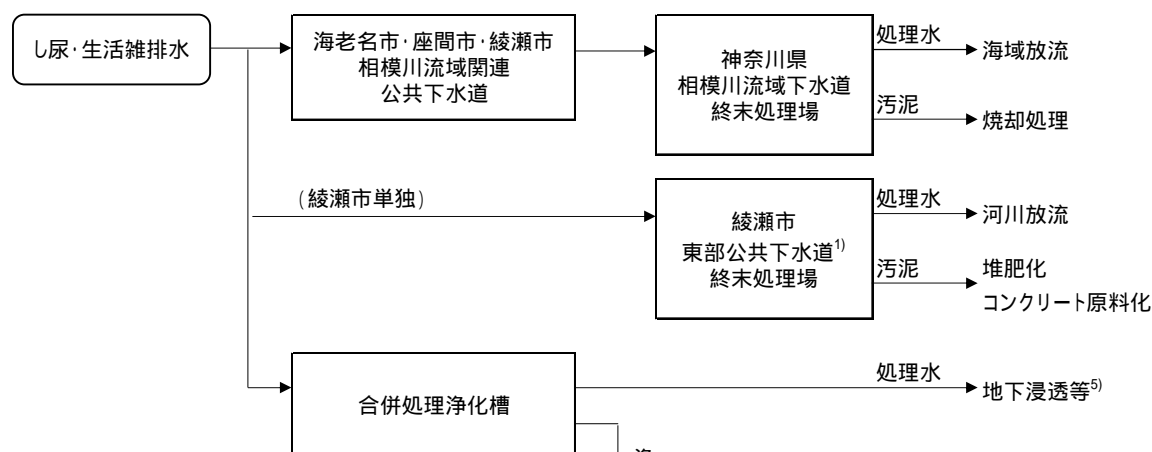 し尿・生活雑排水
海老名市・座間市・綾瀬市
相模川流域関連
公共下水道
神奈川県
相模川流域下水道
終末処理場
処理水
海域放流
汚泥
焼却処理
（綾瀬市単独）
綾瀬市
東部公共下水道1)
終末処理場
処理水
河川放流
汚泥
堆肥化
コンクリート原料化
合併処理浄化槽
処理水
地下浸透等5)